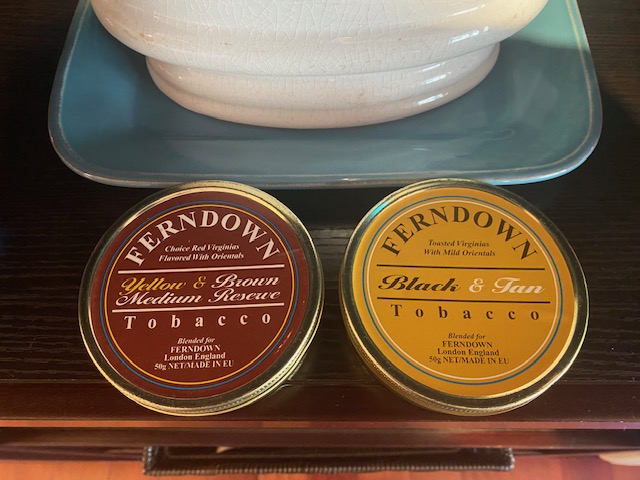 FERNDOWN
Choice Red Virginias
Flavored With Orientals
Yellow & Brown
Medium Reseve
Tobacco
Blended for
FERNDOWN
London England
50g NET/MADE IN EU
FERNDOWN
Toasted Virginias
With Mild Orientals
Black & Tan
Tobacco
Blended for
FERNDOWN
London England
50g NET/MADE IN EU